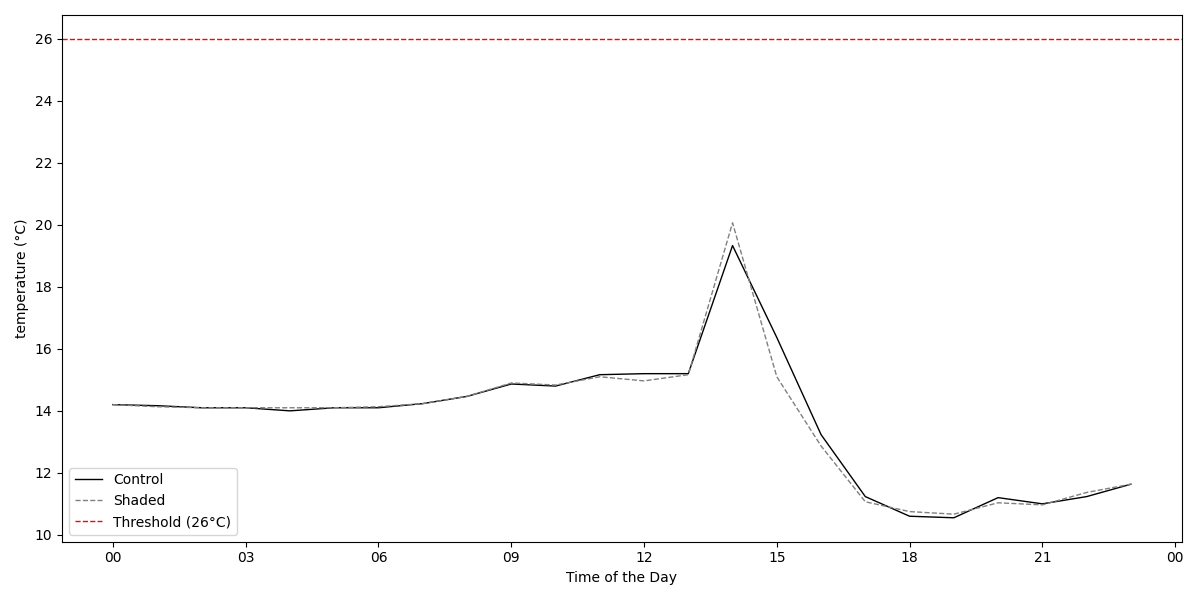 26
24
22
20
18
16
14
12
10
temperature (°C)
Control
Shaded
Threshold (26°C)
00 03 06 09 12 15 18 21 00
Time of the Day